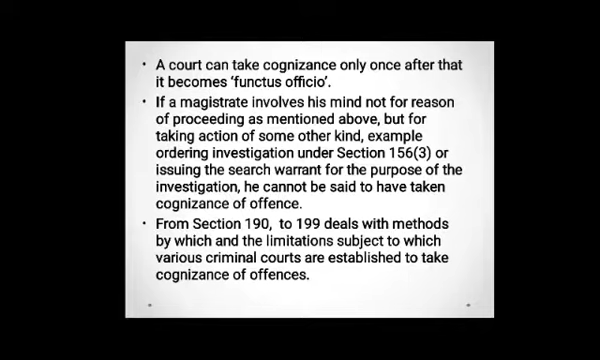 • A court can take cognizance only once after that
it becomes 'functus officio'.
• If a magistrate involves his mind not for reason
of proceeding as mentioned above, but for
taking action of some other kind, example
ordering investigation under Section 156(3) or
issuing the search warrant for the purpose of the
investigation, he cannot be said to have taken
cognizance of offence.
• From Section 190, to 199 deals with methods
by which and the limitations subject to which
various criminal courts are established to take
cognizance of offences.